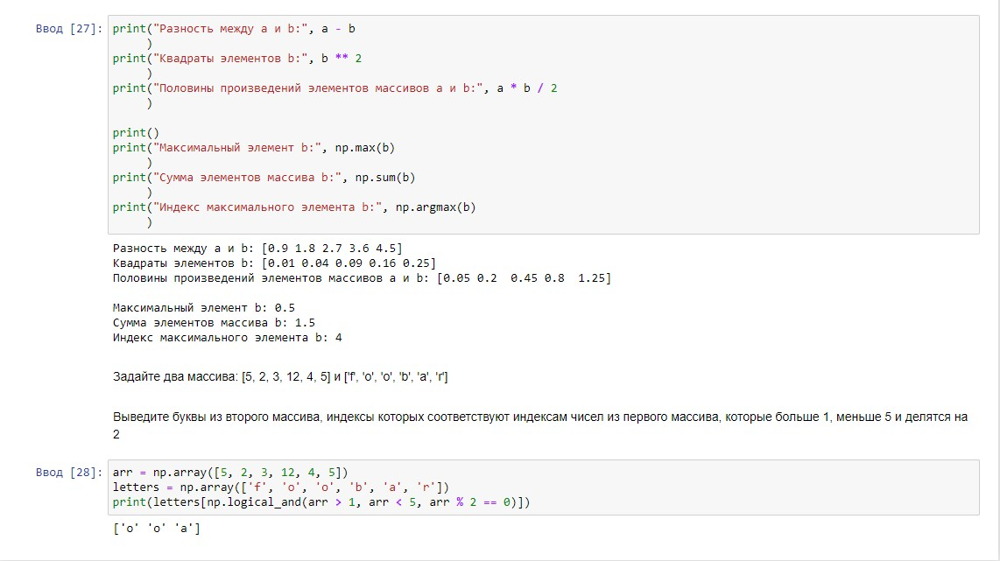 Ввод [27]: print("Разность между a и b:", a - b
)
print("Квадраты элементов b:", b ** 2
)
print("Половины произведений элементов массивов a и b:", a * b / 2
)
print()
print("Максимальный элемент b:", np.max(b)
)
print("Сумма элементов массива b:", np.sum(b)
)
print("Индекс максимального элемента b:", np.argmax(b)
)
Разность между a и b: [0.9 1.8 2.7 3.6 4.5]
Квадраты элементов b: [0.01 0.04 0.09 0.16 0.25]
Половины произведений элементов массивов a и b: [0.05 0.2  0.45 0.8  1.25]
Максимальный элемент b: 0.5
Сумма элементов массива b: 1.5
Индекс максимального элемента b: 4
Задайте два массива: [5, 2, 3, 12, 4, 5] и ['f', 'o', 'o', 'b', 'a', 'r']
Выведите буквы из второго массива, индексы которых соответствуют индексам чисел из первого массива, которые больше 1, меньше 5 и делятся на
2
Ввод [28]: arr = np.array([5, 2, 3, 12, 4, 5])
letters = np.array(['f', 'o', 'o', 'b', 'a', 'r'])
print(letters[np.logical_and(arr > 1, arr < 5, arr % 2 == 0)])
['o' 'o' 'a']